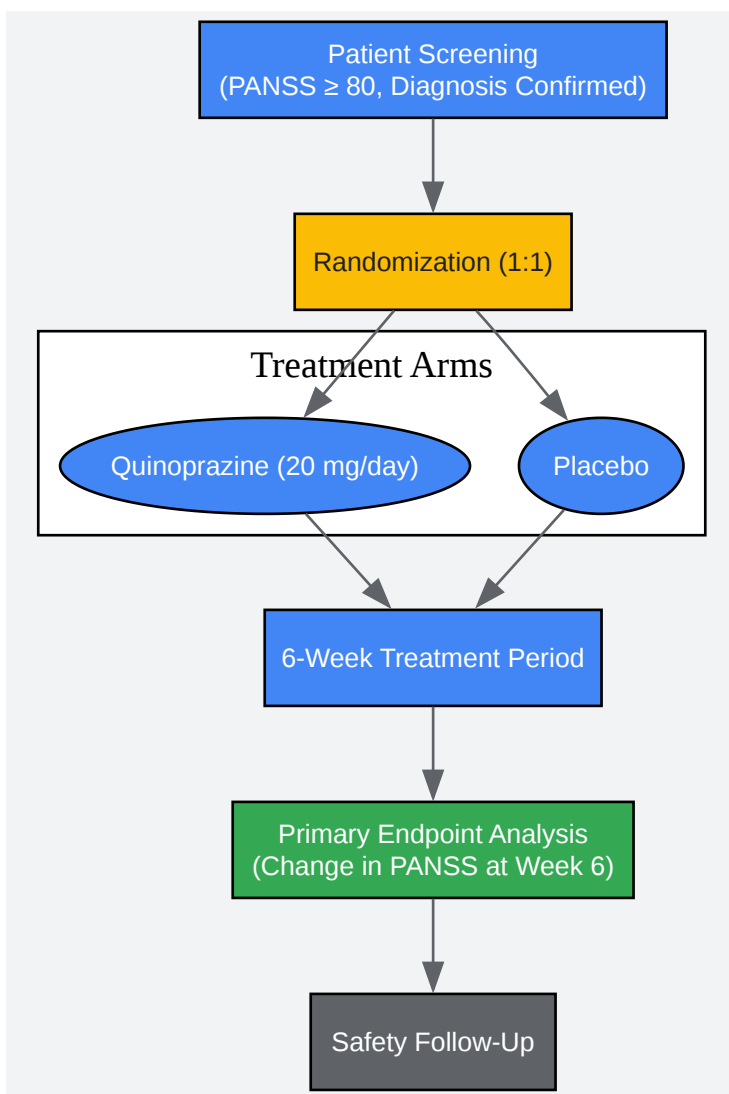 Patient Screening
(PANSS ≥ 80, Diagnosis Confirmed)
Randomization (1:1)
Treatment Arms
Quinoprazine (20 mg/day)
Placebo
6-Week Treatment Period
Primary Endpoint Analysis
(Change in PANSS at Week 6)
Safety Follow-Up